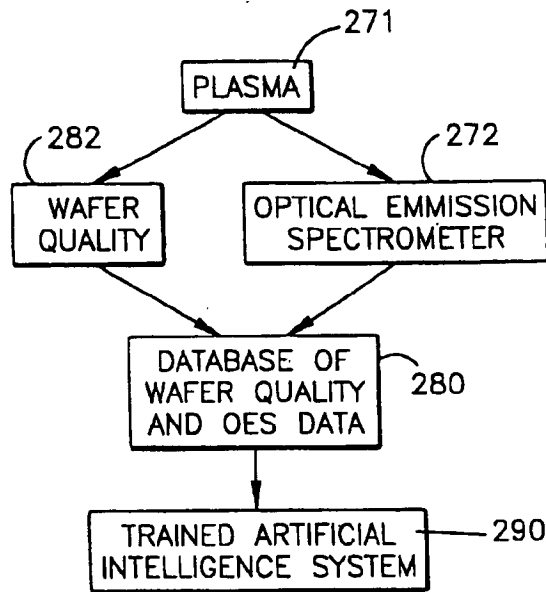 271
PLASMA
282
272
WAFER
QUALITY
OPTICAL EMMISSION
SPECTROMETER
DATABASE OF
WAFER QUALITY
AND OES DATA
280
TRAINED ARTIFICIAL
INTELLIGENCE SYSTEM
290